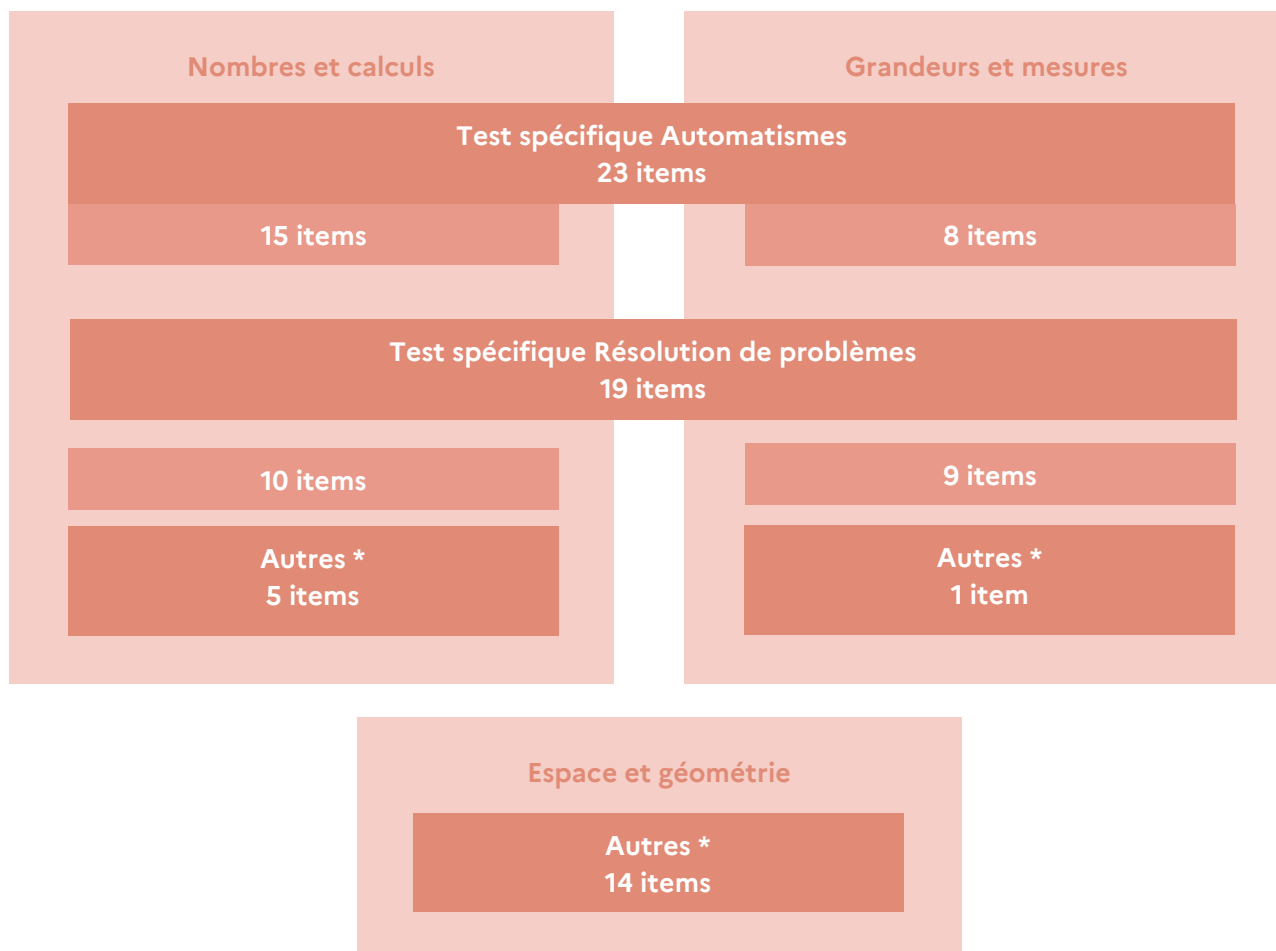 Nombres et calculs
Grandeurs et mesures
Test spécifique Automatismes
23 items
15 items
8 items
Test spécifique Résolution de problèmes
19 items
10 items
9 items
Autres *
5 items
Autres *
1 item
Espace et géométrie
Autres *
14 items